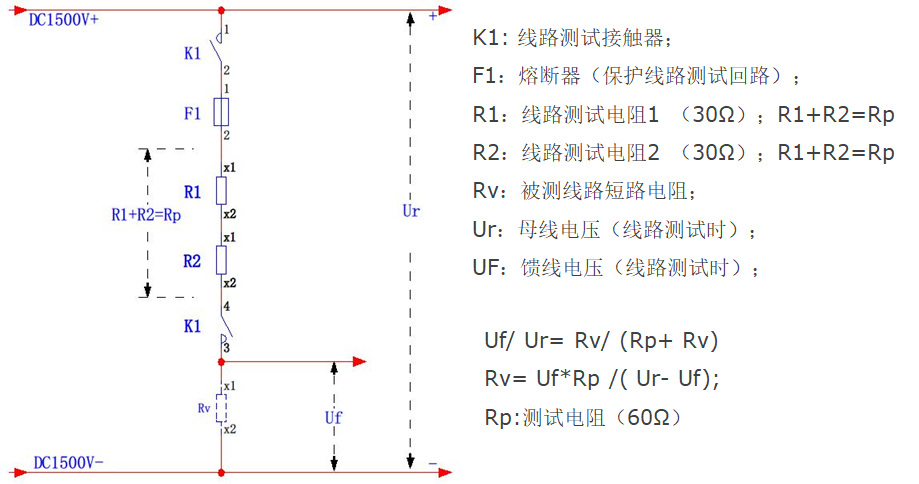 DC1500V+
+
1
K1
2
1
F1
2
x1
R1
x2
R1+R2=Rp
Ur
x1
R2
x2
4
K1
3
x1
Rv
x2
Uf
DC1500V-
-
K1: 线路测试接触器;
F1：熔断器（保护线路测试回路）;
R1：线路测试电阻1 （30Ω）; R1+R2=Rp
R2：线路测试电阻2 （30Ω）; R1+R2=Rp
Rv：被测线路短路电阻;
Ur：母线电压（线路测试时）;
UF：馈线电压（线路测试时）;
Uf/ Ur= Rv/ (Rp+ Rv)
Rv= Uf*Rp /( Ur- Uf);
Rp:测试电阻（60Ω）